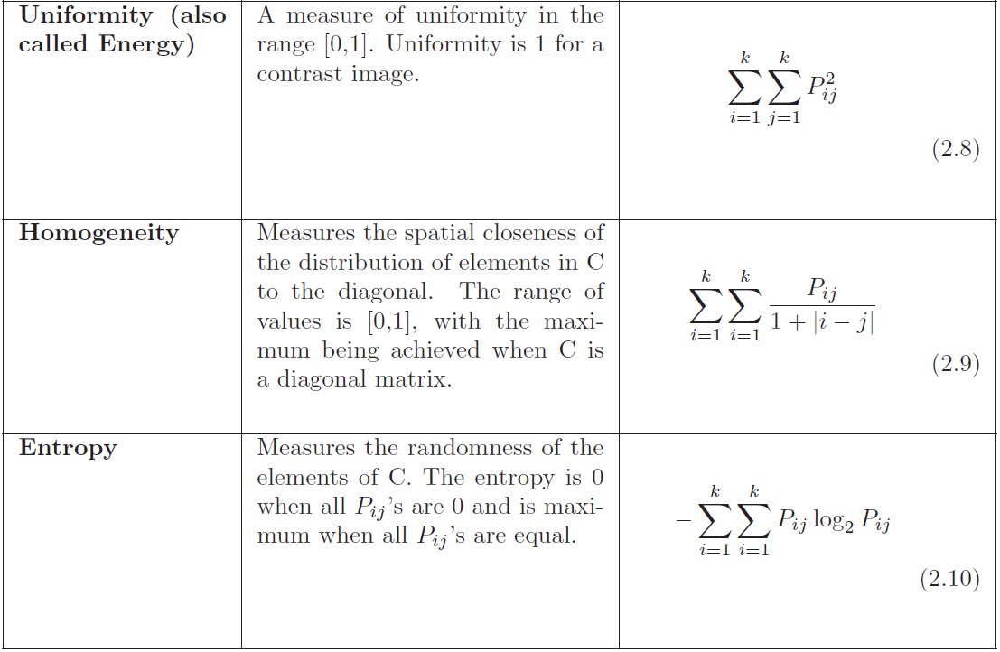 Uniformity (also
called Energy)
A measure of uniformity in the
range [0,1]. Uniformity is 1 for a
contrast image.
\sum_{i=1}^{k} \sum_{j=1}^{k} P_{ij}^{2}
(2.8)
Homogeneity
Measures the spatial closeness of
the distribution of elements in C
to the diagonal. The range of
values is [0,1], with the maxi-
mum being achieved when C is
a diagonal matrix.
\sum_{i=1}^{k} \sum_{i=1}^{k} \frac{P_{ij}}{1 + |i - j|}
(2.9)
Entropy
Measures the randomness of the
elements of C. The entropy is 0
when all P_{ij}'s are 0 and is maxi-
mum when all P_{ij}'s are equal.
-\sum_{i=1}^{k} \sum_{i=1}^{k} P_{ij} \log_2 P_{ij}
(2.10)